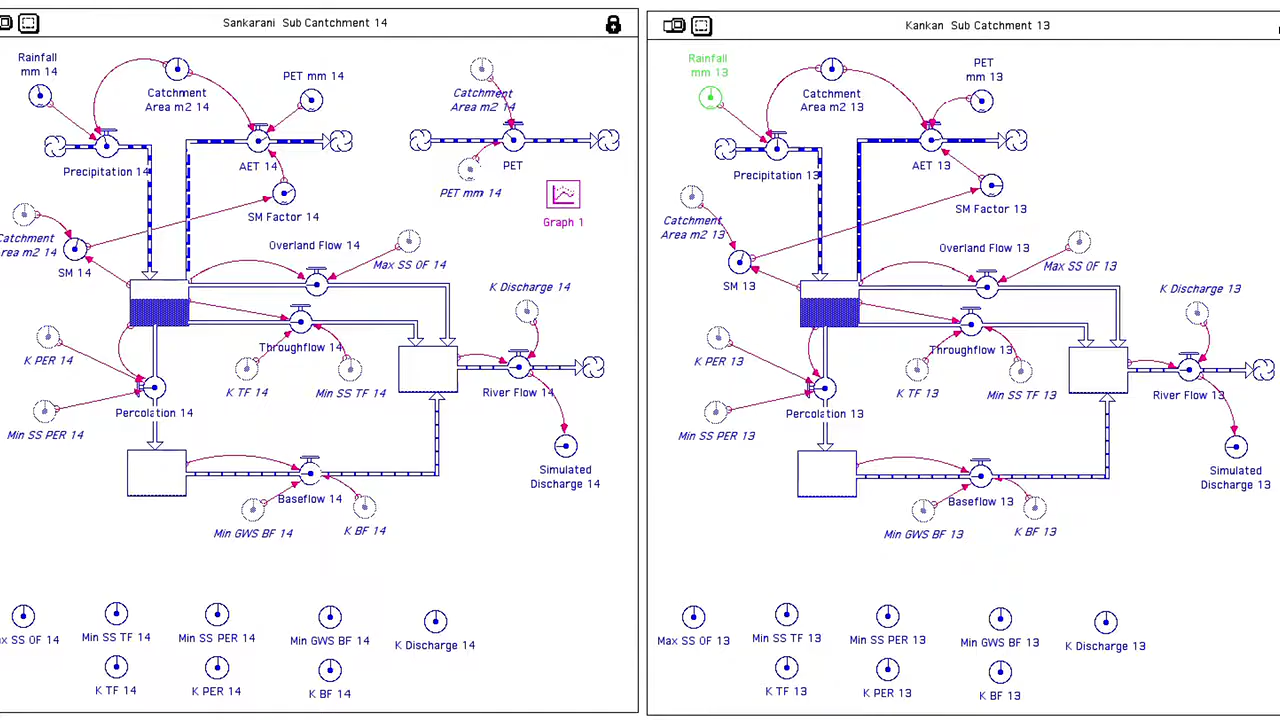 Sankarani Sub Cantchment 14
Rainfall
mm 14
Catchment
Area m2 14
PET mm 14
Catchment
Area m2 14
Precipitation 14
AET 14
PET
PET mm 14
SM Factor 14
Graph 1
Catchment
rea m2 14
SM 14
Overland Flow 14
Max SS OF 14
K Discharge 14
K PER 14
Throughflow 14
K TF 14
Min SS TF 14
River Flow 14
Percolation 14
Min SS PER 14
Simulated
Discharge 14
Baseflow 14
Min GWS BF 14
K BF 14
ax SS OF 14
Min SS TF 14
Min SS PER 14
Min GWS BF 14
K Discharge 14
K TF 14
K PER 14
K BF 14
Kankan Sub Catchment 13
Rainfall
mm 13
Catchment
Area m2 13
PET
mm 13
Precipitation 13
AET 13
SM Factor 13
Catchment
Area m2 13
SM 13
Overland Flow 13
Max SS OF 13
K Discharge 13
K PER 13
Throughflow 13
K TF 13
Min SS TF 13
River Flow 13
Percolation 13
Min SS PER 13
Simulated
Discharge 13
Baseflow 13
Min GWS BF 13
K BF 13
Max SS OF 13
Min SS TF 13
Min SS PER 13
Min GWS BF 13
K Discharge 13
K TF 13
K PER 13
K BF 13